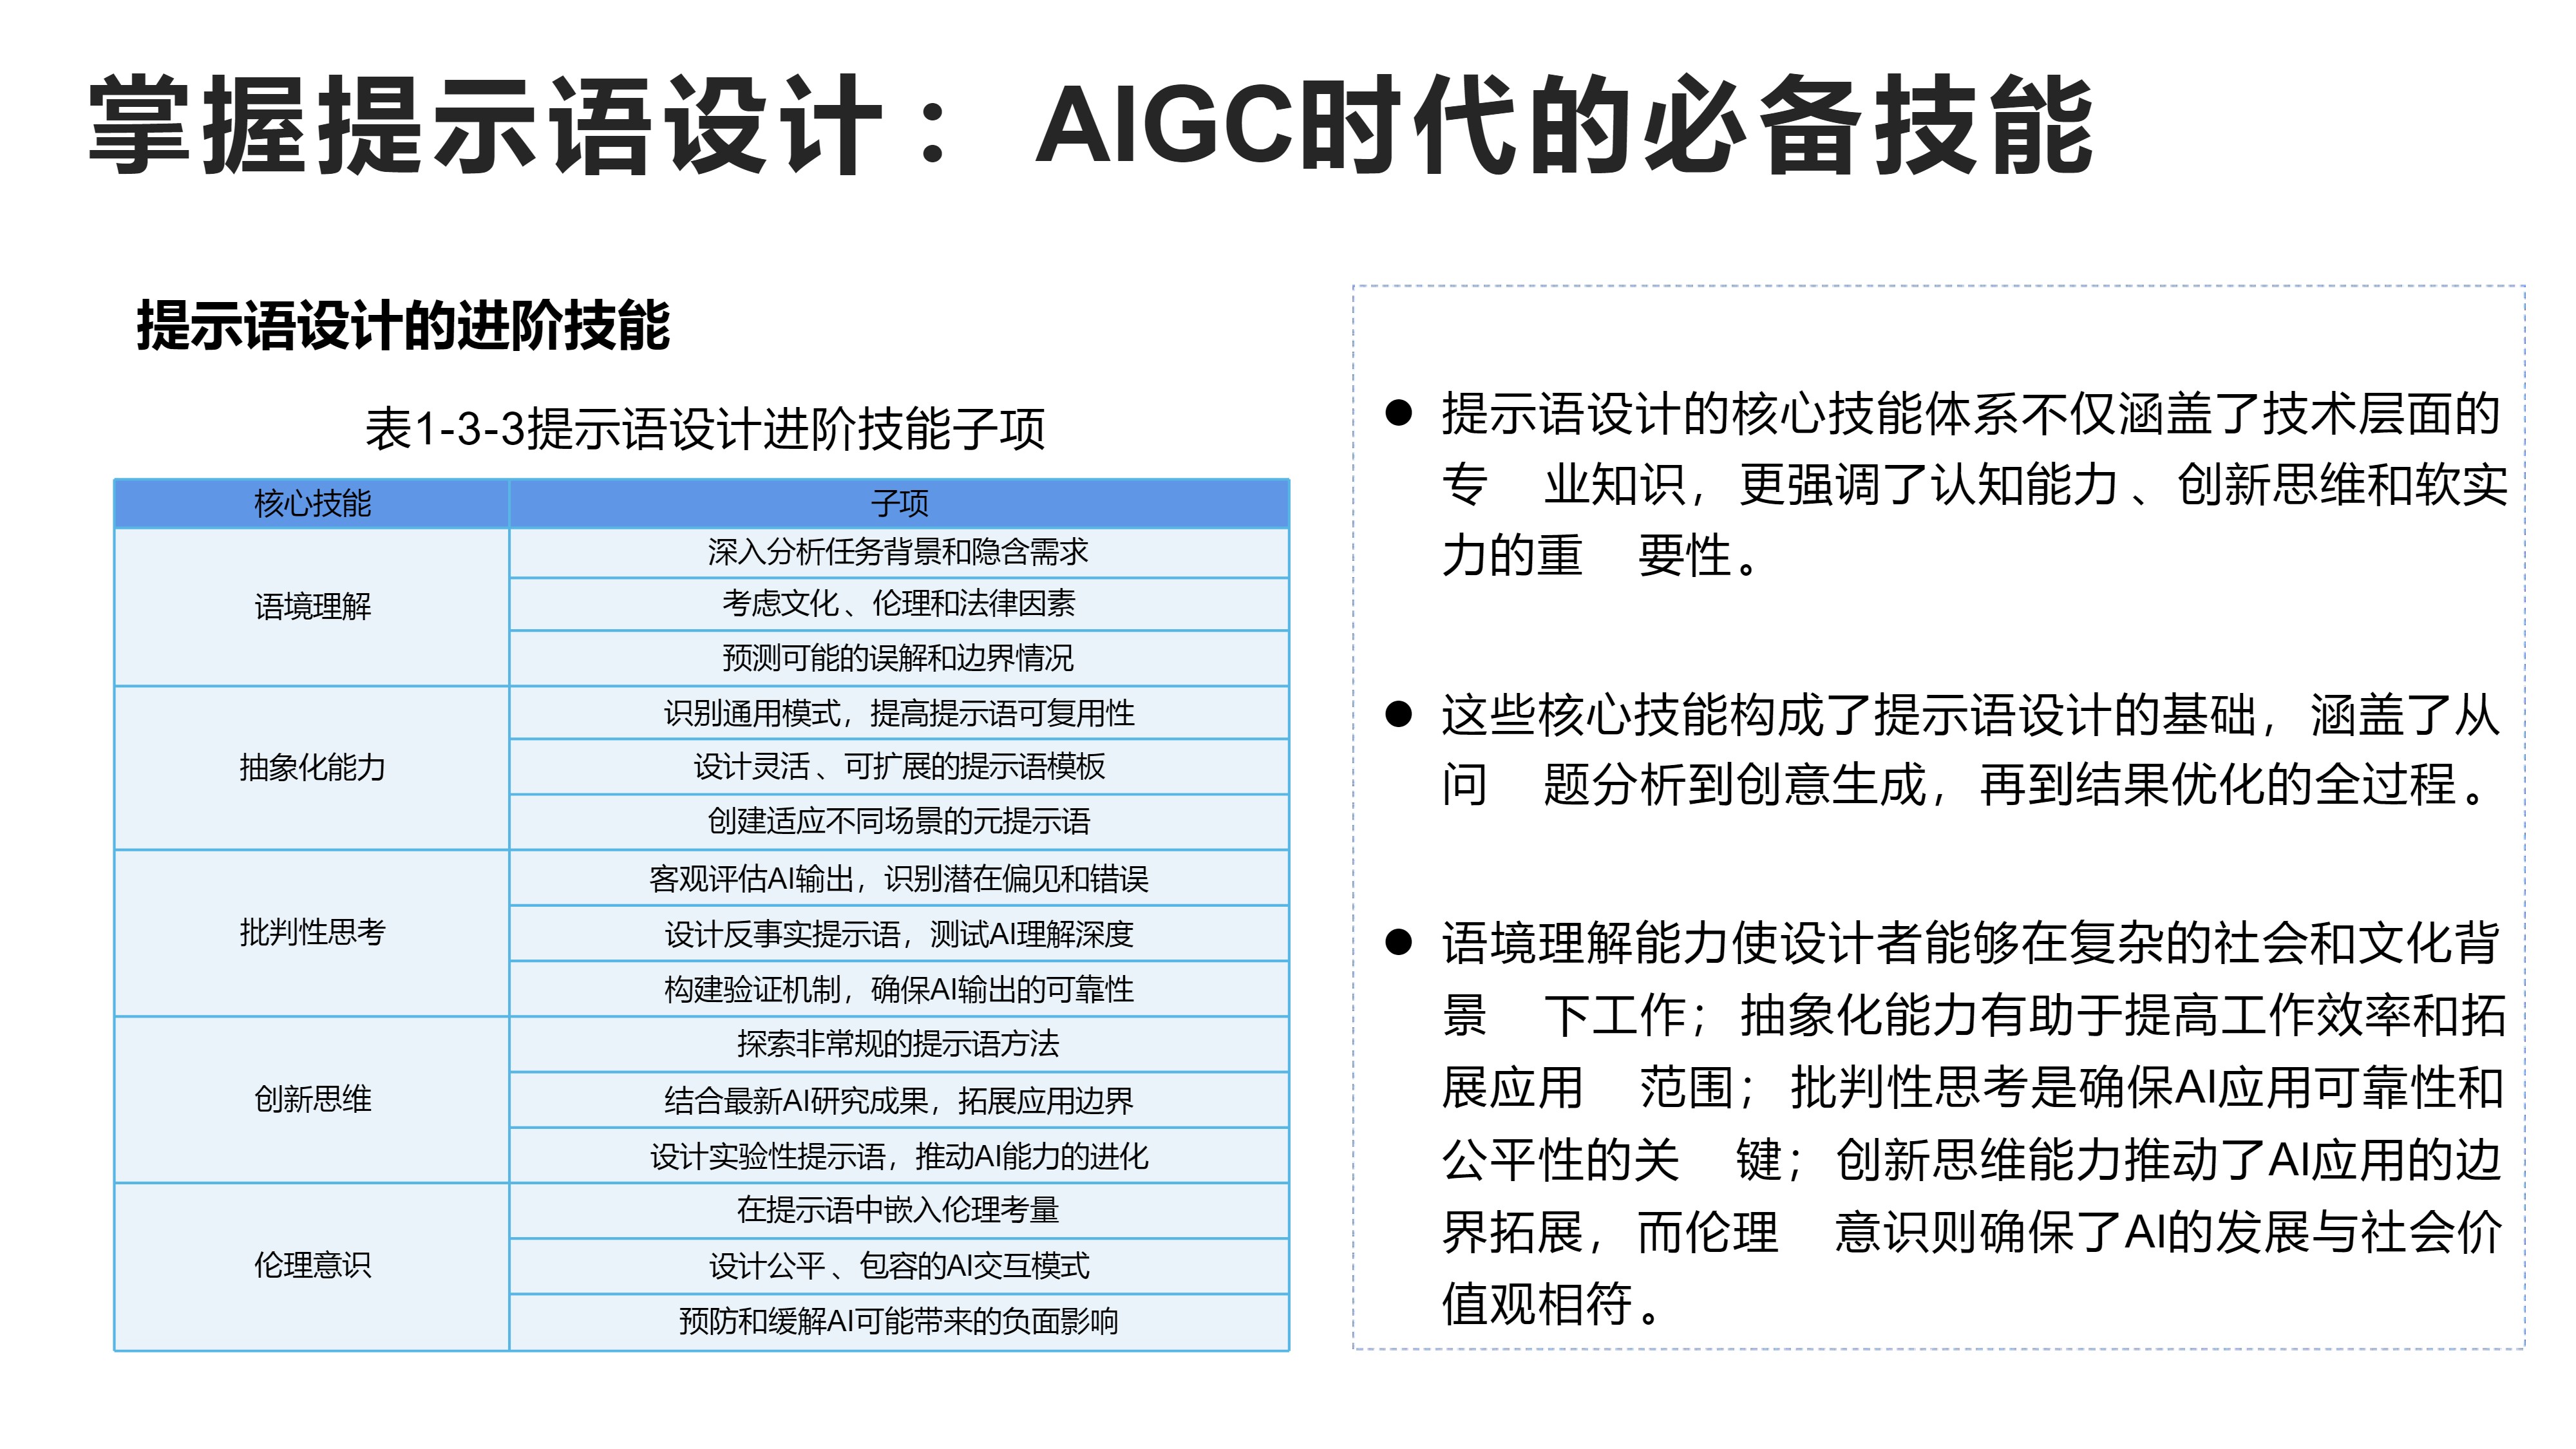 掌握提示语设计： AIGC时代的必备技能
提示语设计的进阶技能
表1-3-3提示语设计进阶技能子项
核心技能 子项
语境理解
深入分析任务背景和隐含需求
考虑文化、伦理和法律因素
预测可能的误解和边界情况
抽象化能力
识别通用模式，提高提示语可复用性
设计灵活、可扩展的提示语模板
创建适应不同场景的元提示语
批判性思考
客观评估AI输出，识别潜在偏见和错误
设计反事实提示语，测试AI理解深度
构建验证机制，确保AI输出的可靠性
创新思维
探索非常规的提示语方法
结合最新AI研究成果，拓展应用边界
设计实验性提示语，推动AI能力的进化
伦理意识
在提示语中嵌入伦理考量
设计公平、包容的AI交互模式
预防和缓解AI可能带来的负面影响
● 提示语设计的核心技能体系不仅涵盖了技术层面的
专 业知识，更强调了认知能力、创新思维和软实
力的重 要性。
● 这些核心技能构成了提示语设计的基础，涵盖了从
问 题分析到创意生成，再到结果优化的全过程。
● 语境理解能力使设计者能够在复杂的社会和文化背
景 下工作；抽象化能力有助于提高工作效率和拓
展应用 范围；批判性思考是确保AI应用可靠性和
公平性的关 键；创新思维能力推动了AI应用的边
界拓展，而伦理 意识则确保了AI的发展与社会价
值观相符。